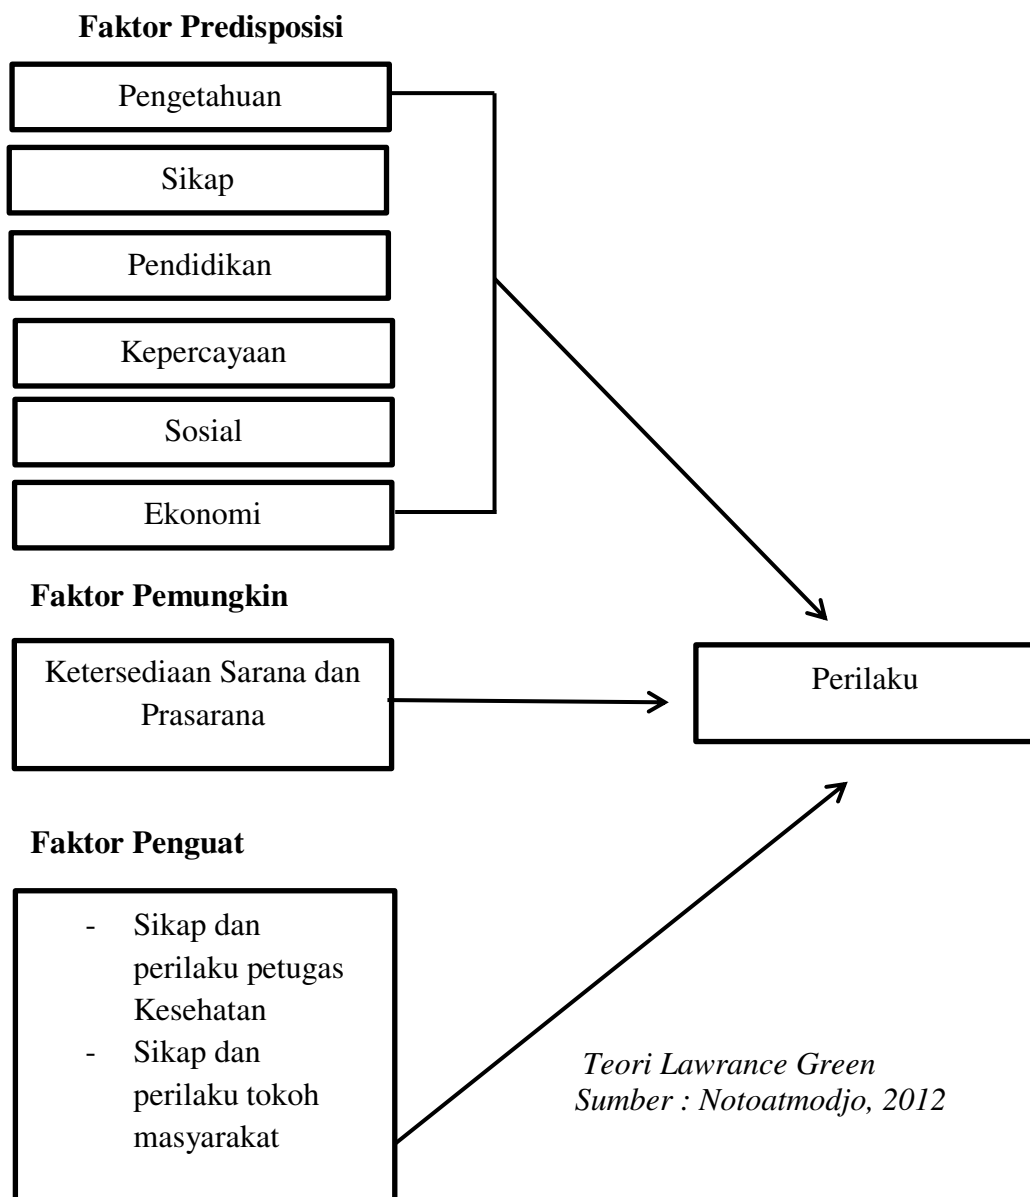 Faktor Predisposisi
Pengetahuan
Sikap
Pendidikan
Kepercayaan
Sosial
Ekonomi
Faktor Pemungkin
Ketersediaan Sarana dan
Prasarana
Perilaku
Faktor Penguat
- Sikap dan
perilaku petugas
Kesehatan
- Sikap dan
perilaku tokoh
masyarakat
Teori Lawrance Green
Sumber : Notoatmodjo, 2012